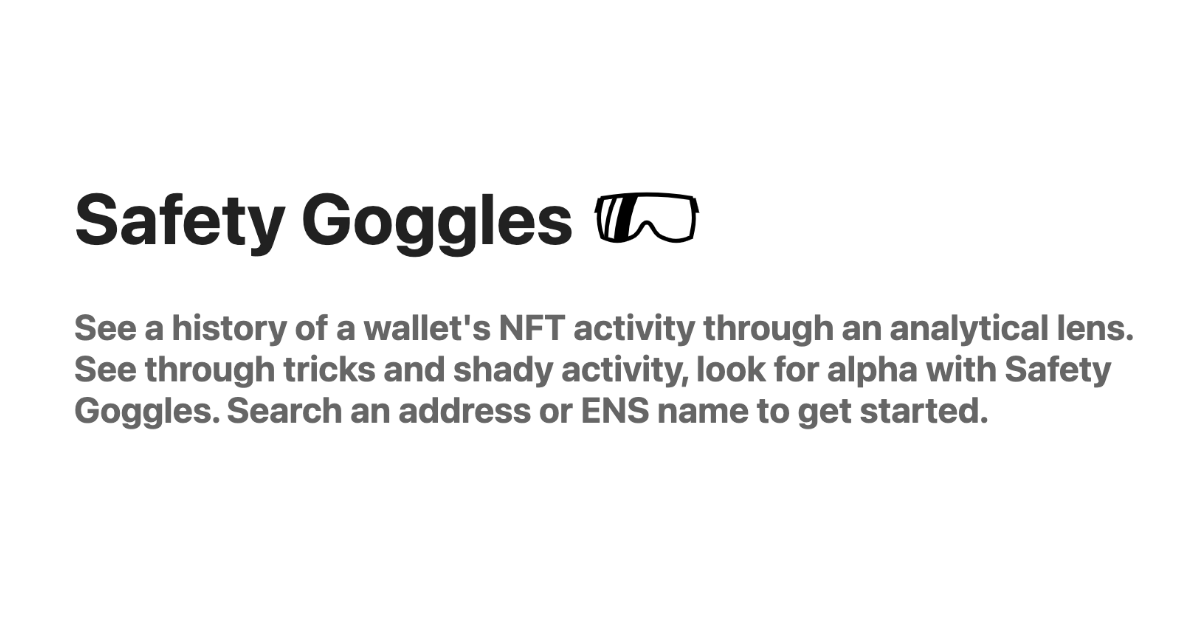 Safety Goggles
See a history of a wallet's NFT activity through an analytical lens.
See through tricks and shady activity, look for alpha with Safety
Goggles. Search an address or ENS name to get started.